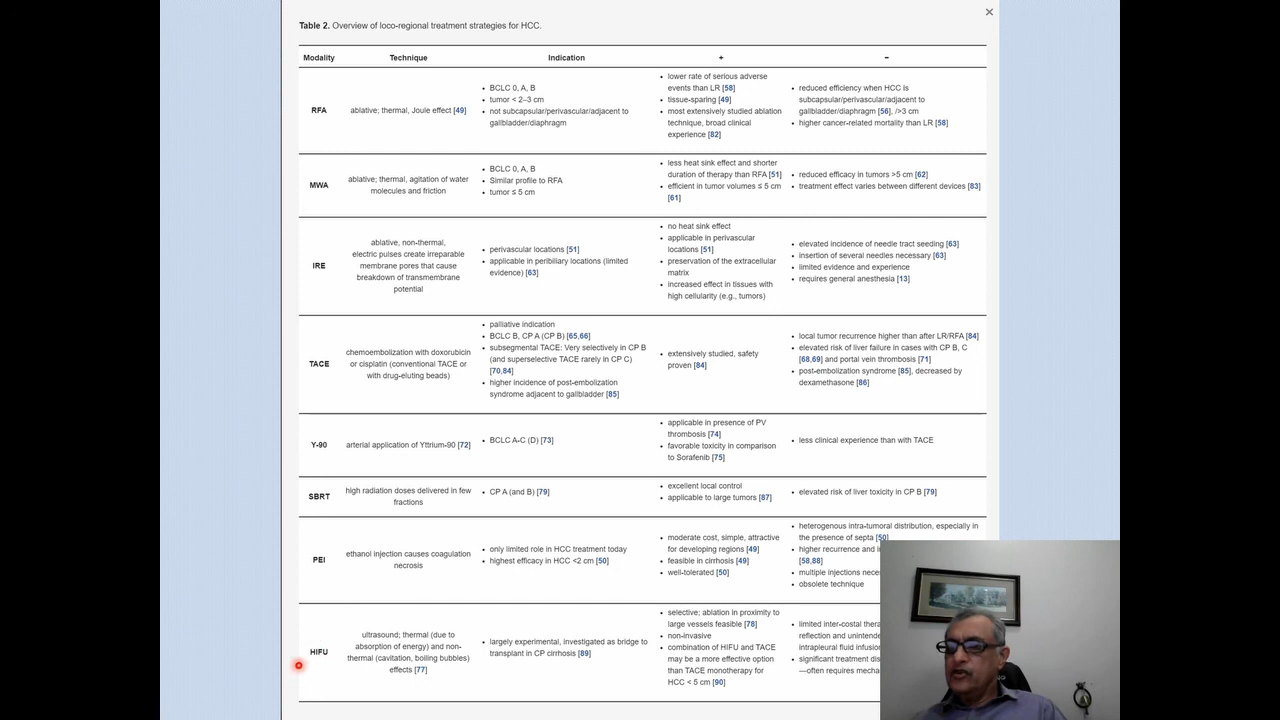 Table 2. Overview of loco-regional treatment strategies for HCC.
×
Modality Technique Indication + −
RFA
ablative; thermal, Joule effect [49]
• BCLC 0, A, B
• tumor < 2–3 cm
• not subcapsular/perivascular/adjacent to
gallbladder/diaphragm
• lower rate of serious adverse
events than LR [58]
• tissue-sparing [49]
• most extensively studied ablation
technique, broad clinical
experience [82]
• reduced efficiency when HCC is
subcapsular/perivascular/adjacent to
gallbladder/diaphragm [56], />3 cm
• higher cancer-related mortality than LR [58]
MWA
ablative; thermal, agitation of water
molecules and friction
• BCLC 0, A, B
• Similar profile to RFA
• tumor ≤ 5 cm
• less heat sink effect and shorter
duration of therapy than RFA [51]
• efficient in tumor volumes ≤ 5 cm
[61]
• reduced efficacy in tumors >5 cm [62]
• treatment effect varies between different devices [83]
IRE
ablative, non-thermal,
electric pulses create irreparable
membrane pores that cause
breakdown of transmembrane
potential
• perivascular locations [51]
• applicable in peribiliary locations (limited
evidence) [63]
• no heat sink effect
• applicable in perivascular
locations [51]
• preservation of the extracellular
matrix
• increased effect in tissues with
high cellularity (e.g., tumors)
• elevated incidence of needle tract seeding [63]
• insertion of several needles necessary [63]
• limited evidence and experience
• requires general anesthesia [13]
TACE
chemoembolization with doxorubicin
or cisplatin (conventional TACE or
with drug-eluting beads)
• palliative indication
• BCLC B, CP A (CP B) [65,66]
• subsegmental TACE: Very selectively in CP B
(and superselective TACE rarely in CP C)
[70,84]
• higher incidence of post-embolization
syndrome adjacent to gallbladder [85]
• extensively studied, safety
proven [84]
• local tumor recurrence higher than after LR/RFA [84]
• elevated risk of liver failure in cases with CP B, C
[68,69] and portal vein thrombosis [71]
• post-embolization syndrome [85], decreased by
dexamethasone [86]
Y-90
arterial application of Yttrium-90 [72]
• BCLC A-C (D) [73]
• applicable in presence of PV
thrombosis [74]
• favorable toxicity in comparison
to Sorafenib [75]
• less clinical experience than with TACE
SBRT
high radiation doses delivered in few
fractions
• CP A (and B) [79]
• excellent local control
• applicable to large tumors [87]
• elevated risk of liver toxicity in CP B [79]
PEI
ethanol injection causes coagulation
necrosis
• only limited role in HCC treatment today
• highest efficacy in HCC <2 cm [50]
• moderate cost, simple, attractive
for developing regions [49]
• feasible in cirrhosis [49]
• well-tolerated [50]
• heterogenous intra-tumoral distribution, especially in
the presence of septa [50]
• higher recurrence and
[58,88]
• multiple injections
• obsolete technique
HIFU
ultrasound; thermal (due to
absorption of energy) and non-
thermal (cavitation, boiling bubbles)
effects [77]
• largely experimental, investigated as bridge to
transplant in CP cirrhosis [89]
• selective; ablation in proximity to
large vessels feasible [78]
• non-invasive
• combination of HIFU and TACE
may be a more effective option
than TACE monotherapy for
HCC < 5 cm [90]
• limited inter-costal
reflection and
intrapleural fluid
• significant treatment
—often requires